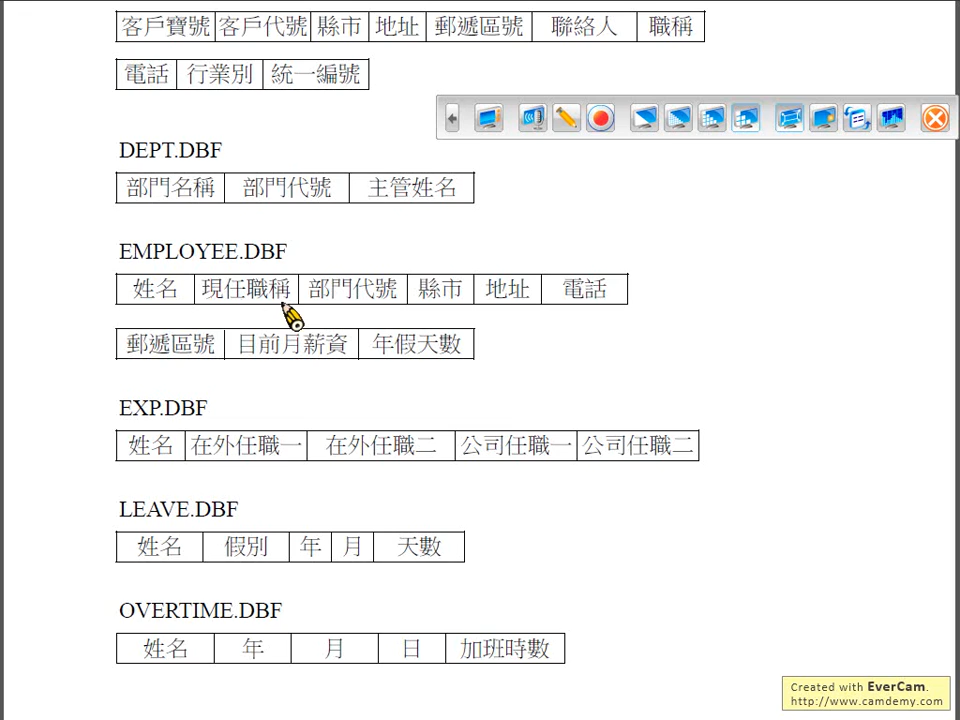 客戶寶號 客戶代號 縣市 地址 郵遞區號 聯絡人 職稱
電話 行業別 統一編號
DEPT.DBF
部門名稱 部門代號 主管姓名
EMPLOYEE.DBF
姓名 現任職稱 部門代號 縣市 地址 電話
郵遞區號 目前月薪資 年假天數
EXP.DBF
姓名 在外任職一 在外任職二 公司任職一 公司任職二
LEAVE.DBF
姓名 假別 年 月 天數
OVERTIME.DBF
姓名 年 月 日 加班時數
Created with EverCam.
http://www.camdemy.com